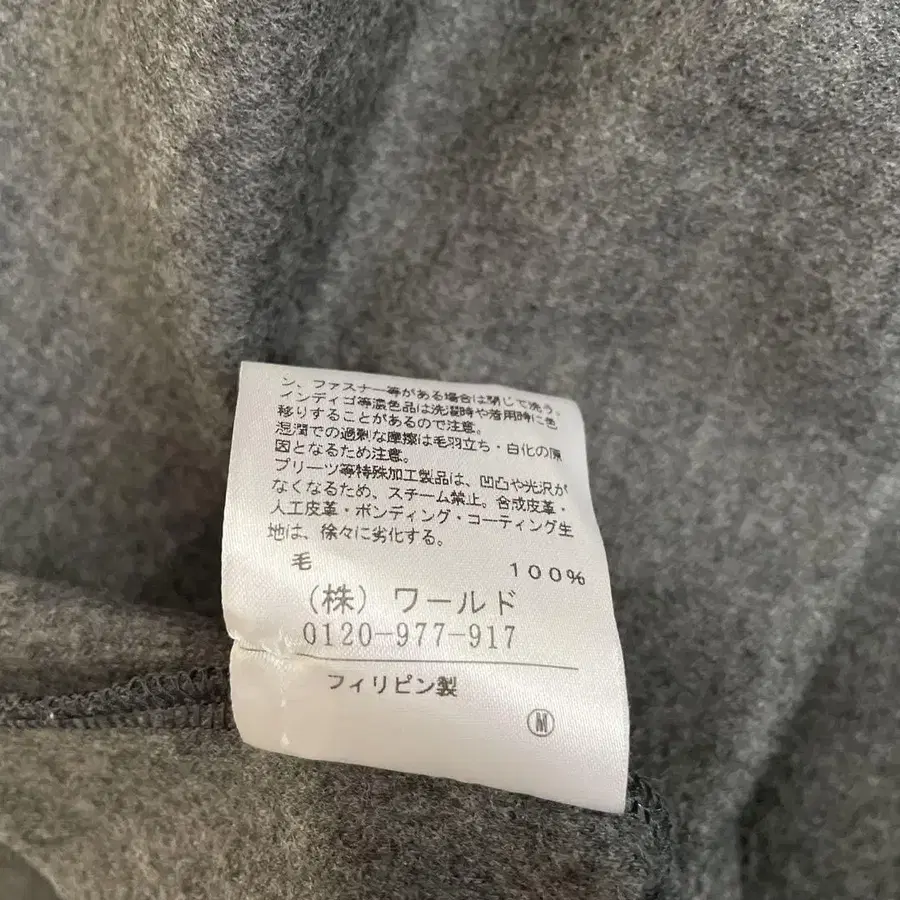 ン、ファスナー等がある場合は閉じて洗う。
インディゴ等濃色品は洗濯時や着用時に色
移りすることがあるので注意。
湿潤での過剰な摩擦は毛羽立ち・白化の原
因となるため注意。
プリーツ等特殊加工製品は、凹凸や光沢が
なくなるため、スチーム禁止。合成皮革・
人工皮革・ボンディング・コーティング生
地は、徐々に劣化する。
毛 100%
(株) ワールド
0120-977-917
フィリピン製
Ⓜ